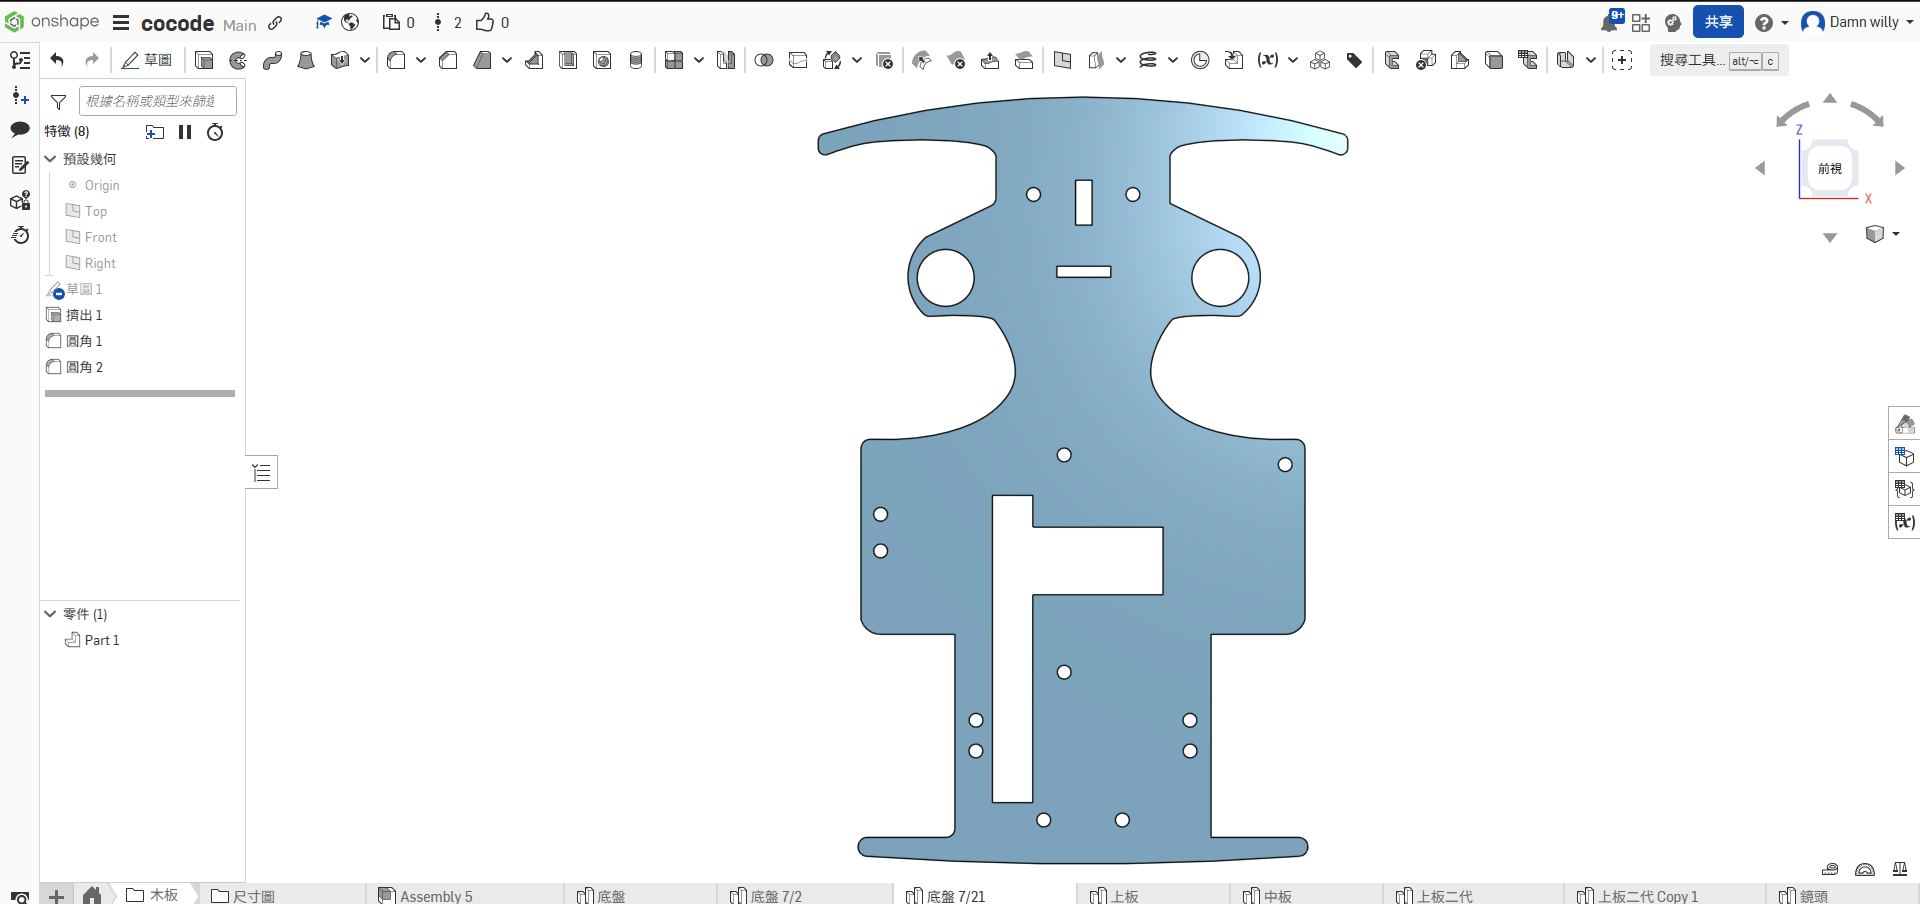 onshape
cocode Main
0
2
0
9+
共享
Damn willy
草圖
搜尋工具... alt/⌥ c
根據名稱或類型來篩選
特徵 (8)
預設幾何
Origin
Top
Front
Right
草圖 1
擠出 1
圓角 1
圓角 2
零件 (1)
Part 1
Z
前視
X
木板
尺寸圖
Assembly 5
底盤
底盤 7/2
底盤 7/21
上板
中板
上板二代
上板二代 Copy 1
鏡頭